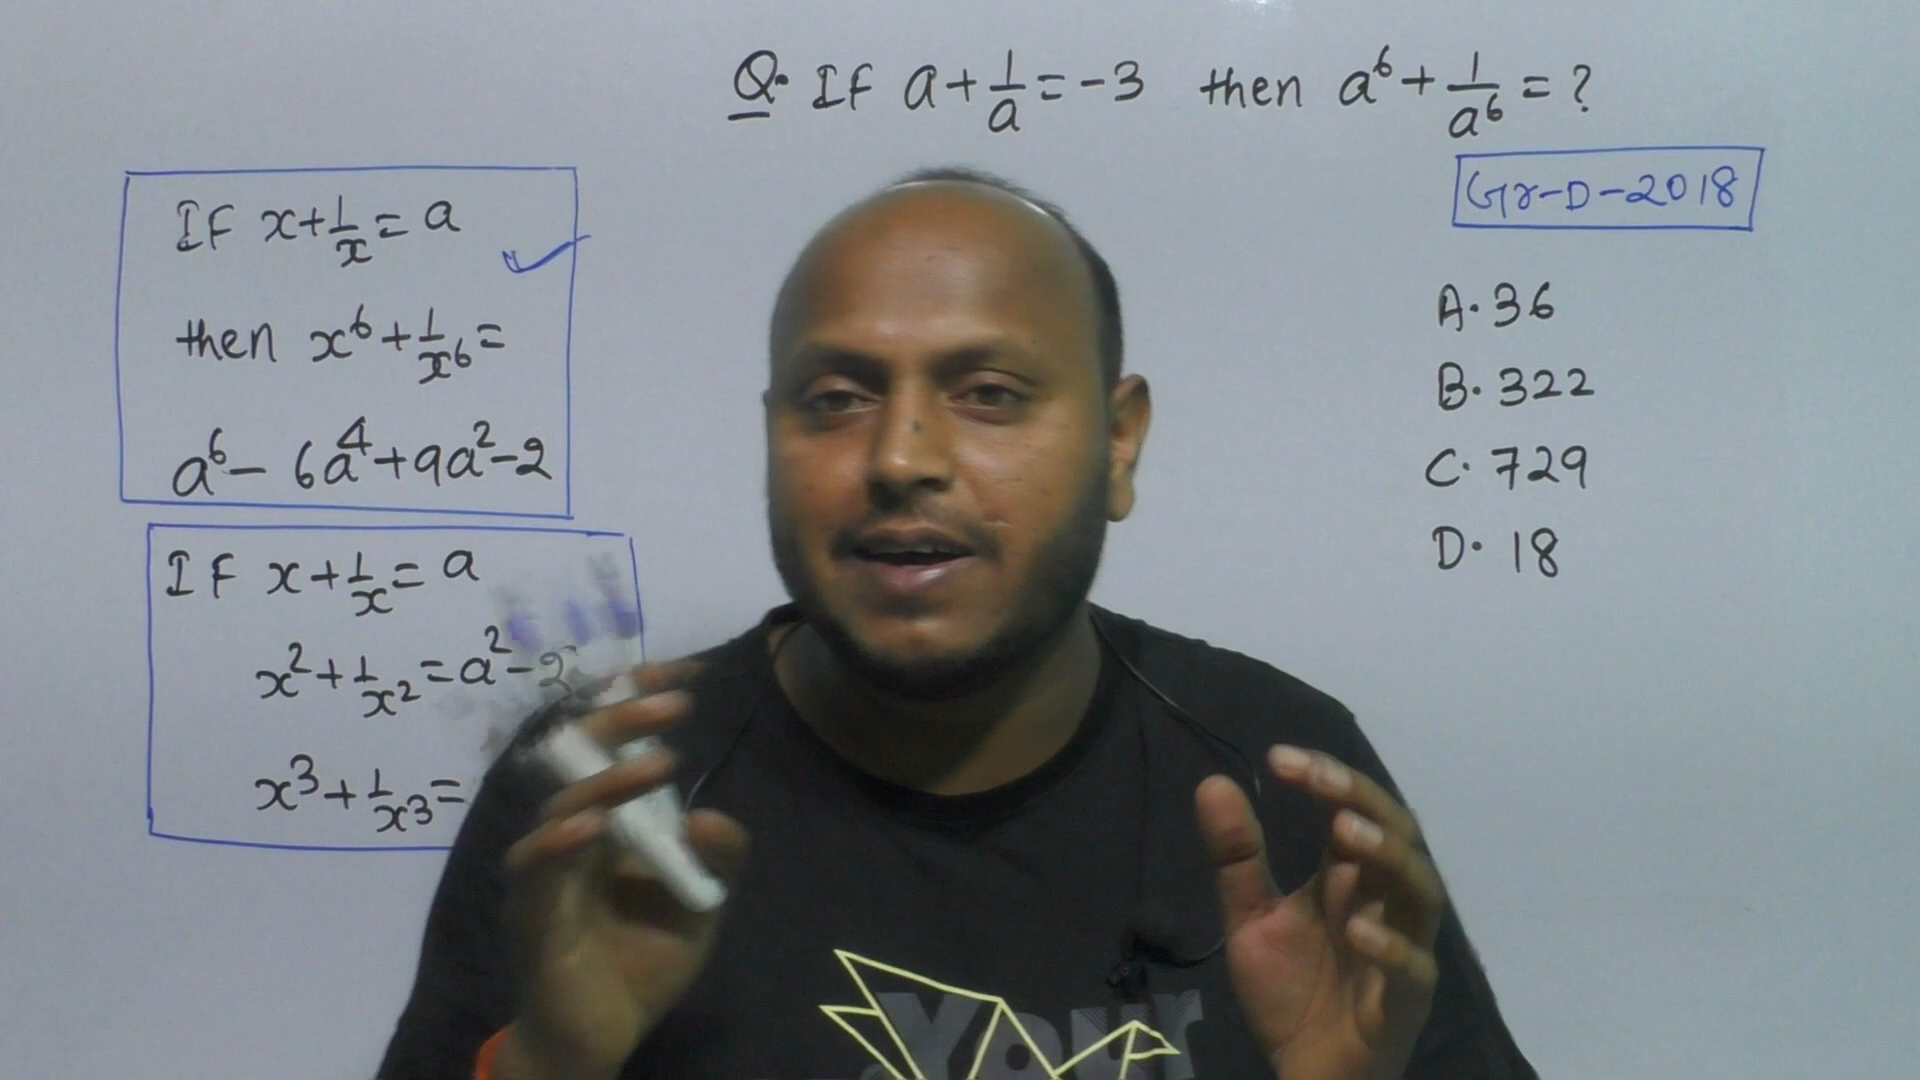 Q. If a+1/a=-3 then a⁶+1/a⁶=?
Gr-D-2018
A. 36
B. 322
C. 729
D. 18
If x+1/x=a
then x⁶+1/x⁶=
a⁶-6a⁴+9a²-2
IF x+1/x=a
x²+1/x²=a²-2
x³+1/x³=
Your